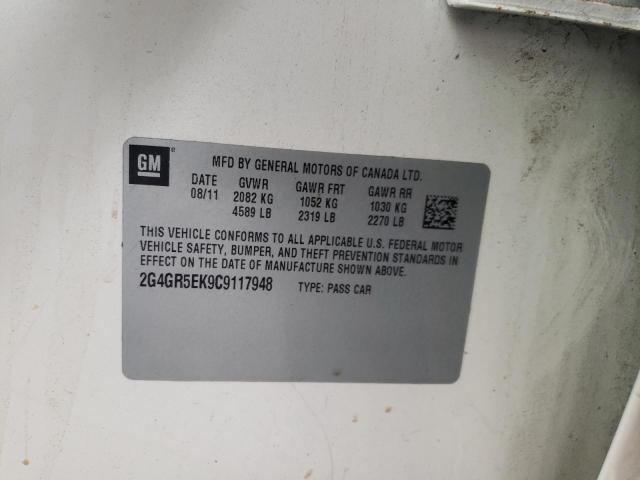 GM ®
MFD BY GENERAL MOTORS OF CANADA LTD.
DATE GVWR GAWR FRT GAWR RR
08/11 2082 KG 1052 KG 1030 KG
4589 LB 2319 LB 2270 LB
THIS VEHICLE CONFORMS TO ALL APPLICABLE U.S. FEDERAL MOTOR
VEHICLE SAFETY, BUMPER, AND THEFT PREVENTION STANDARDS IN
EFFECT ON THE DATE OF MANUFACTURE SHOWN ABOVE.
2G4GR5EK9C9117948 TYPE: PASS CAR